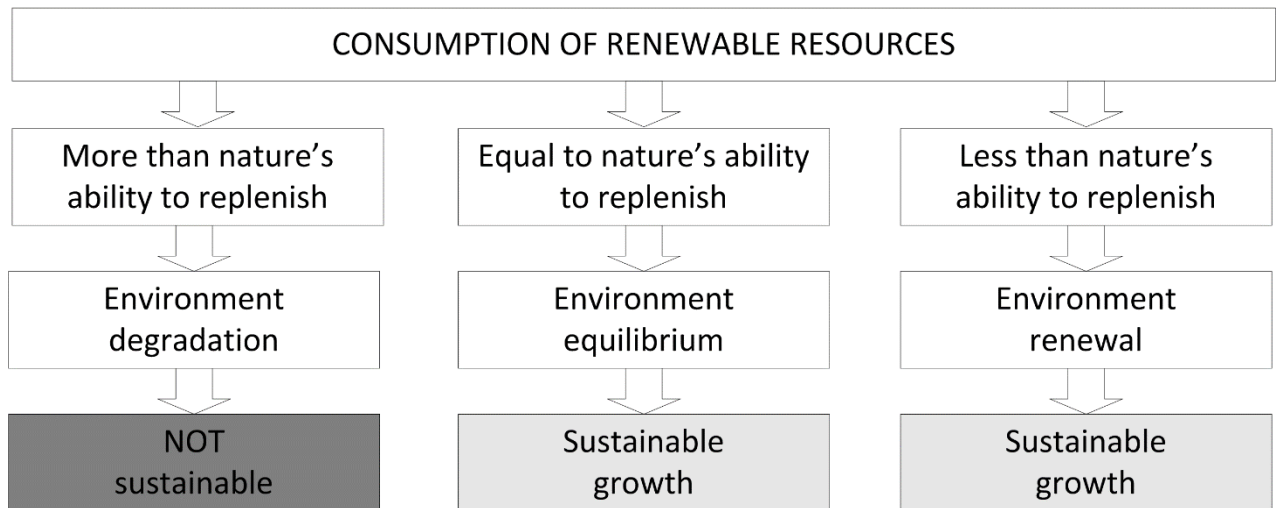 CONSUMPTION OF RENEWABLE RESOURCES
More than nature’s
ability to replenish
Equal to nature’s ability
to replenish
Less than nature’s
ability to replenish
Environment
degradation
Environment
equilibrium
Environment
renewal
NOT
sustainable
Sustainable
growth
Sustainable
growth